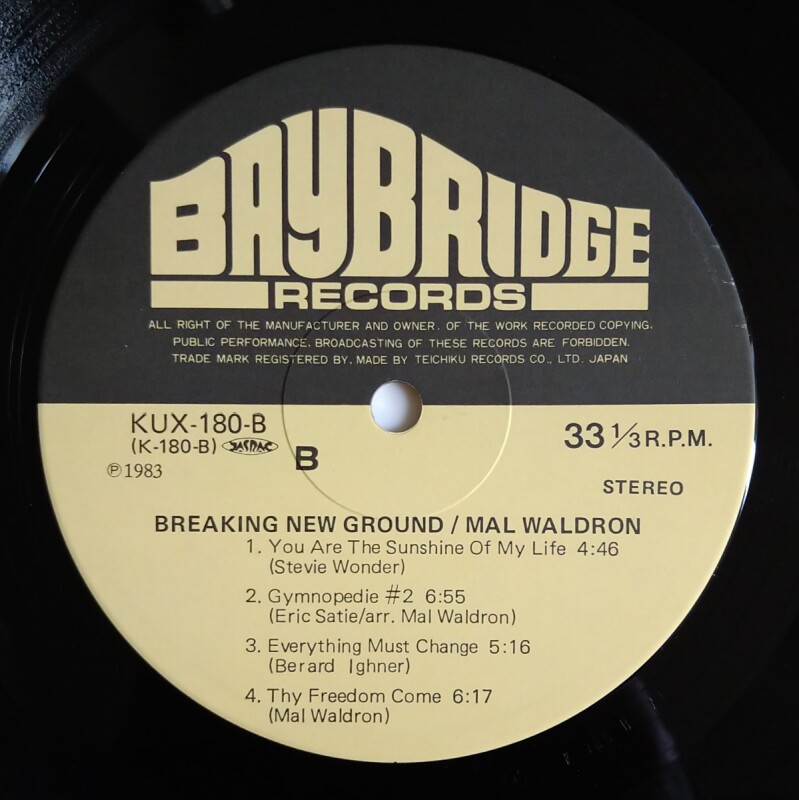 BAYBRIDGE
RECORDS
ALL RIGHT OF THE MANUFACTURER AND OWNER. OF THE WORK RECORDED COPYING.
PUBLIC PERFORMANCE. BROADCASTING OF THESE RECORDS ARE FORBIDDEN.
TRADE MARK REGISTERED BY, MADE BY TEICHIKU RECORDS CO., LTD. JAPAN
KUX-180-B
(K-180-B) JASRAC
℗1983
B
33 1/3 R.P.M.
STEREO
BREAKING NEW GROUND / MAL WALDRON
1. You Are The Sunshine Of My Life 4:46
(Stevie Wonder)
2. Gymnopedie #2 6:55
(Eric Satie/arr. Mal Waldron)
3. Everything Must Change 5:16
(Berard Ighner)
4. Thy Freedom Come 6:17
(Mal Waldron)